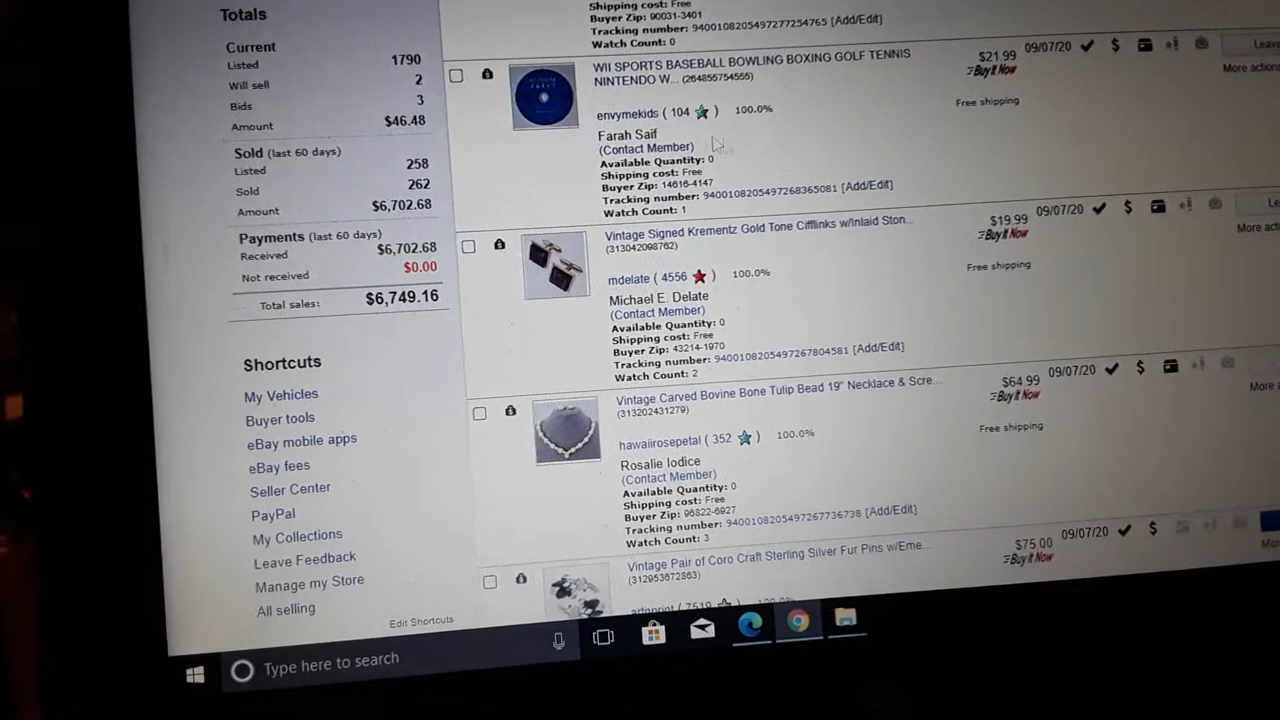 Totals
Current
Listed 1790
Will sell 2
Bids 3
Amount $46.48
Sold (last 60 days)
Listed 258
Sold 262
Amount $6,702.68
Payments (last 60 days)
Received $6,702.68
Not received $0.00
Total sales: $6,749.16
Shortcuts
My Vehicles
Buyer tools
eBay mobile apps
eBay fees
Seller Center
PayPal
My Collections
Leave Feedback
Manage my Store
All selling
Edit Shortcuts
Shipping cost: Free
Buyer Zip: 90031-3401
Tracking number: 9400108205497277254765 [Add/Edit]
Watch Count: 0
WII SPORTS BASEBALL BOWLING BOXING GOLF TENNIS
NINTENDO W... (264855754555)
$21.99 09/07/20 $
Buy It Now
More actions
envymekids ( 104 ) 100.0%
Free shipping
Farah Saif
(Contact Member)
Available Quantity: 0
Shipping cost: Free
Buyer Zip: 14616-4147
Tracking number: 9400108205497268365081 [Add/Edit]
Watch Count: 1
Vintage Signed Krementz Gold Tone Cifflinks w/Inlaid Ston...
(313042098762)
$19.99 09/07/20 $
Buy It Now
mdelate ( 4556 ) 100.0%
Free shipping
Michael E. Delate
(Contact Member)
Available Quantity: 0
Shipping cost: Free
Buyer Zip: 43214-1970
Tracking number: 9400108205497267804581 [Add/Edit]
Watch Count: 2
Vintage Carved Bovine Bone Tulip Bead 19" Necklace & Scre...
(313202431279)
$64.99 09/07/20 $
Buy It Now
More
hawaiirosepetal ( 352 ) 100.0%
Free shipping
Rosalie Iodice
(Contact Member)
Available Quantity: 0
Shipping cost: Free
Buyer Zip: 96822-6927
Tracking number: 9400108205497267736738 [Add/Edit]
Watch Count: 3
Vintage Pair of Coro Craft Sterling Silver Fur Pins w/Eme...
(312953672863)
$75.00 09/07/20 $
Buy It Now
Type here to search